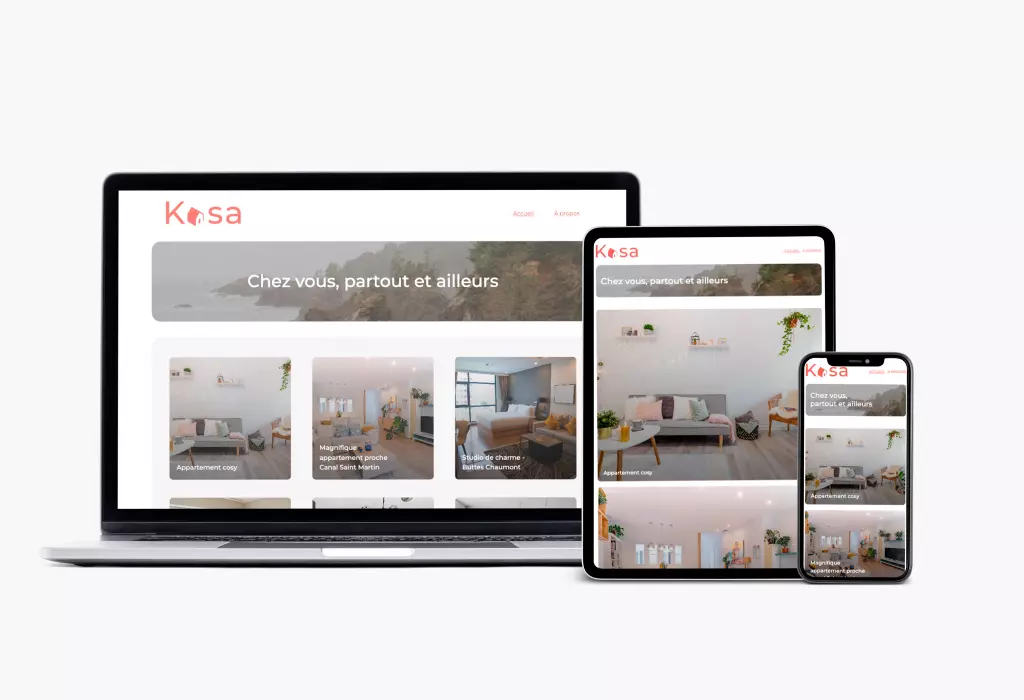 Kasa
Accueil
À propos
Chez vous, partout et ailleurs
Appartement cosy
Magnifique
appartement proche
Canal Saint Martin
Studio de charme -
Buttes Chaumont
Kasa
Accueil
À propos
Chez vous, partout et ailleurs
Appartement cosy
Kasa
Accueil
À propos
Chez vous,
partout et ailleurs
Appartement cosy
Magnifique
appartement proche